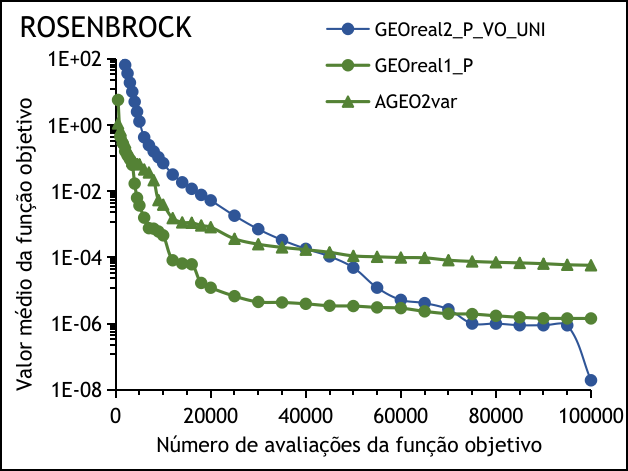 ROSENBROCK
GEOreal2_P_VO_UNI
GEOreal1_P
AGEO2var
Valor médio da função objetivo
1E+02
1E+00
1E-02
1E-04
1E-06
1E-08
0 20000 40000 60000 80000 100000
Número de avaliações da função objetivo